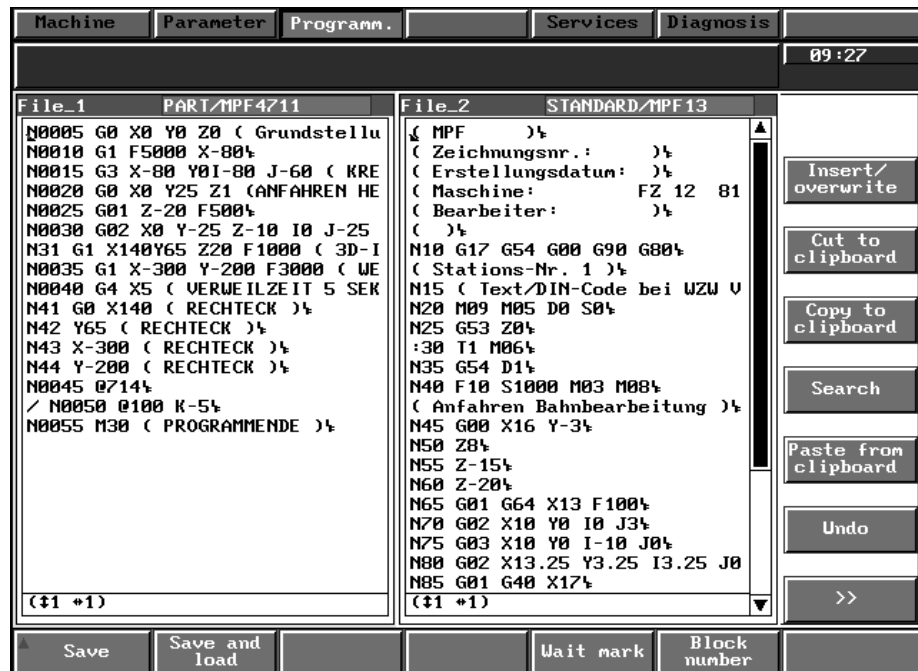 Machine Parameter Programm. Services Diagnosis
09:27
File_1 PART/MPF4711
N0005 G0 X0 Y0 Z0 ( Grundstellu
N0010 G1 F5000 X-80␊
N0015 G3 X-80 Y0I-80 J-60 ( KRE
N0020 G0 X0 Y25 Z1 (ANFAHREN HE
N0025 G01 Z-20 F500␊
N0030 G02 X0 Y-25 Z-10 I0 J-25
N31 G1 X140Y65 Z20 F1000 ( 3D-I
N0035 G1 X-300 Y-200 F3000 ( WE
N0040 G4 X5 ( VERWEILZEIT 5 SEK
N41 G0 X140 ( RECHTECK )␊
N42 Y65 ( RECHTECK )␊
N43 X-300 ( RECHTECK )␊
N44 Y-200 ( RECHTECK )␊
N0045 @714␊
/ N0050 @100 K-5␊
N0055 M30 ( PROGRAMMENDE )␊
(↕1 ↔1)
File_2 STANDARD/MPF13
( MPF )␊
( Zeichnungsnr.: )␊
( Erstellungsdatum: )␊
( Maschine: FZ 12 81
( Bearbeiter: )␊
( )␊
N10 G17 G54 G00 G90 G80␊
( Stations-Nr. 1 )␊
N15 ( Text/DIN-Code bei WZW V
N20 M09 M05 D0 S0␊
N25 G53 Z0␊
:30 T1 M06␊
N35 G54 D1␊
N40 F10 S1000 M03 M08␊
( Anfahren Bahnbearbeitung )␊
N45 G00 X16 Y-3␊
N50 Z8␊
N55 Z-15␊
N60 Z-20␊
N65 G01 G64 X13 F100␊
N70 G02 X10 Y0 I0 J3␊
N75 G03 X10 Y0 I-10 J0␊
N80 G02 X13.25 Y3.25 I3.25 J0
N85 G01 G40 X17␊
(↕1 ↔1)
Insert/
overwrite
Cut to
clipboard
Copy to
clipboard
Search
Paste from
clipboard
Undo
>>
Save
Save and
load
Wait mark
Block
number